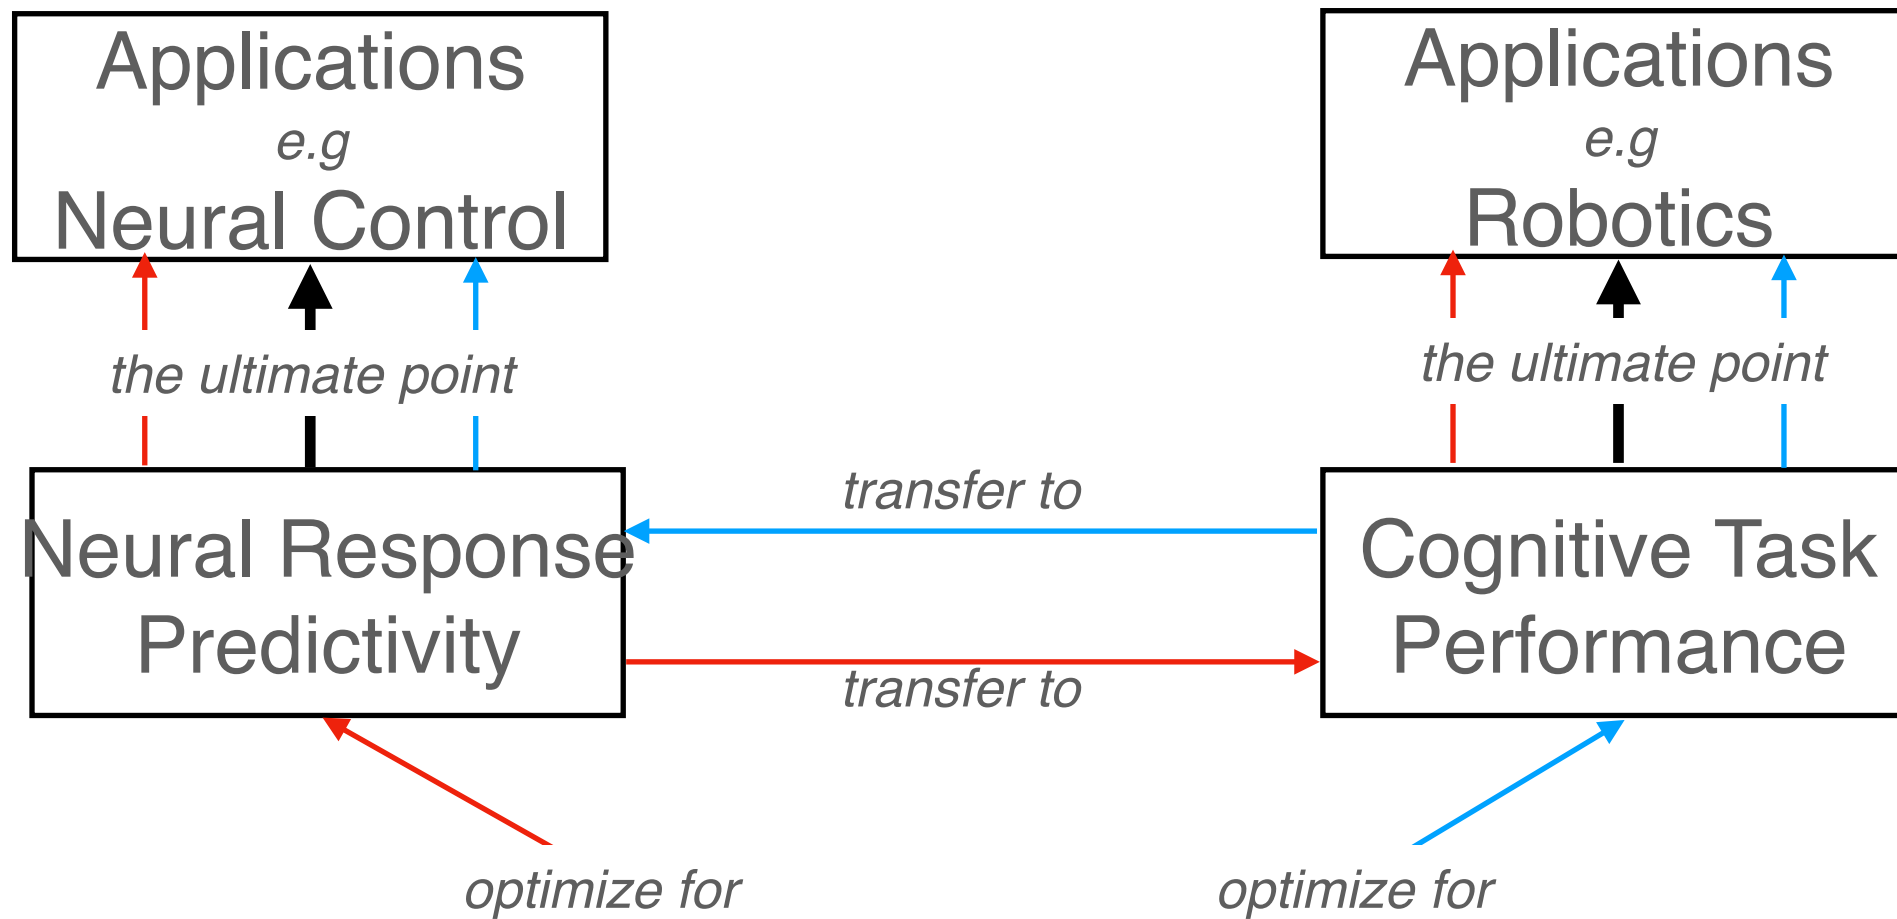 Applications
e.g
Neural Control
Applications
e.g
Robotics
the ultimate point
the ultimate point
Neural Response
Predictivity
transfer to
transfer to
Cognitive Task
Performance
optimize for
optimize for